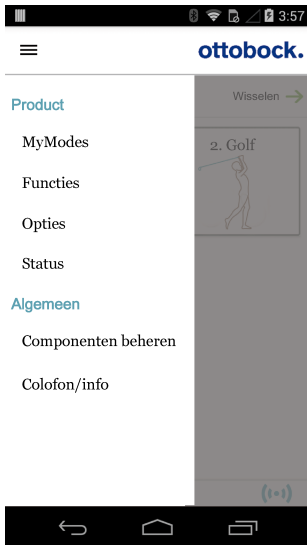 3:57
ottobock.
Product
Wisselen
MyModes
2. Golf
Functies
Opties
Status
Algemeen
Componenten beheren
Colofon/info